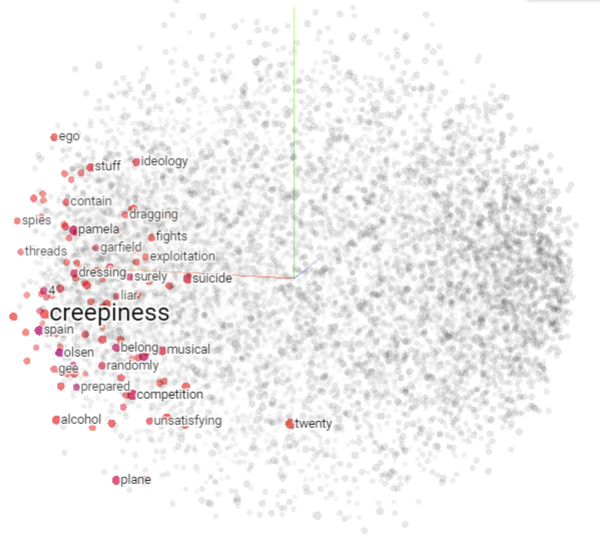 ego
ideology
stuff
contain
dragging
spies
pamela
fights
garfield
threads
exploitation
dressing
surely
suicide
4
liar
creepiness
spain
belong
musical
olsen
randomly
gee
prepared
competition
alcohol
unsatisfying
twenty
plane